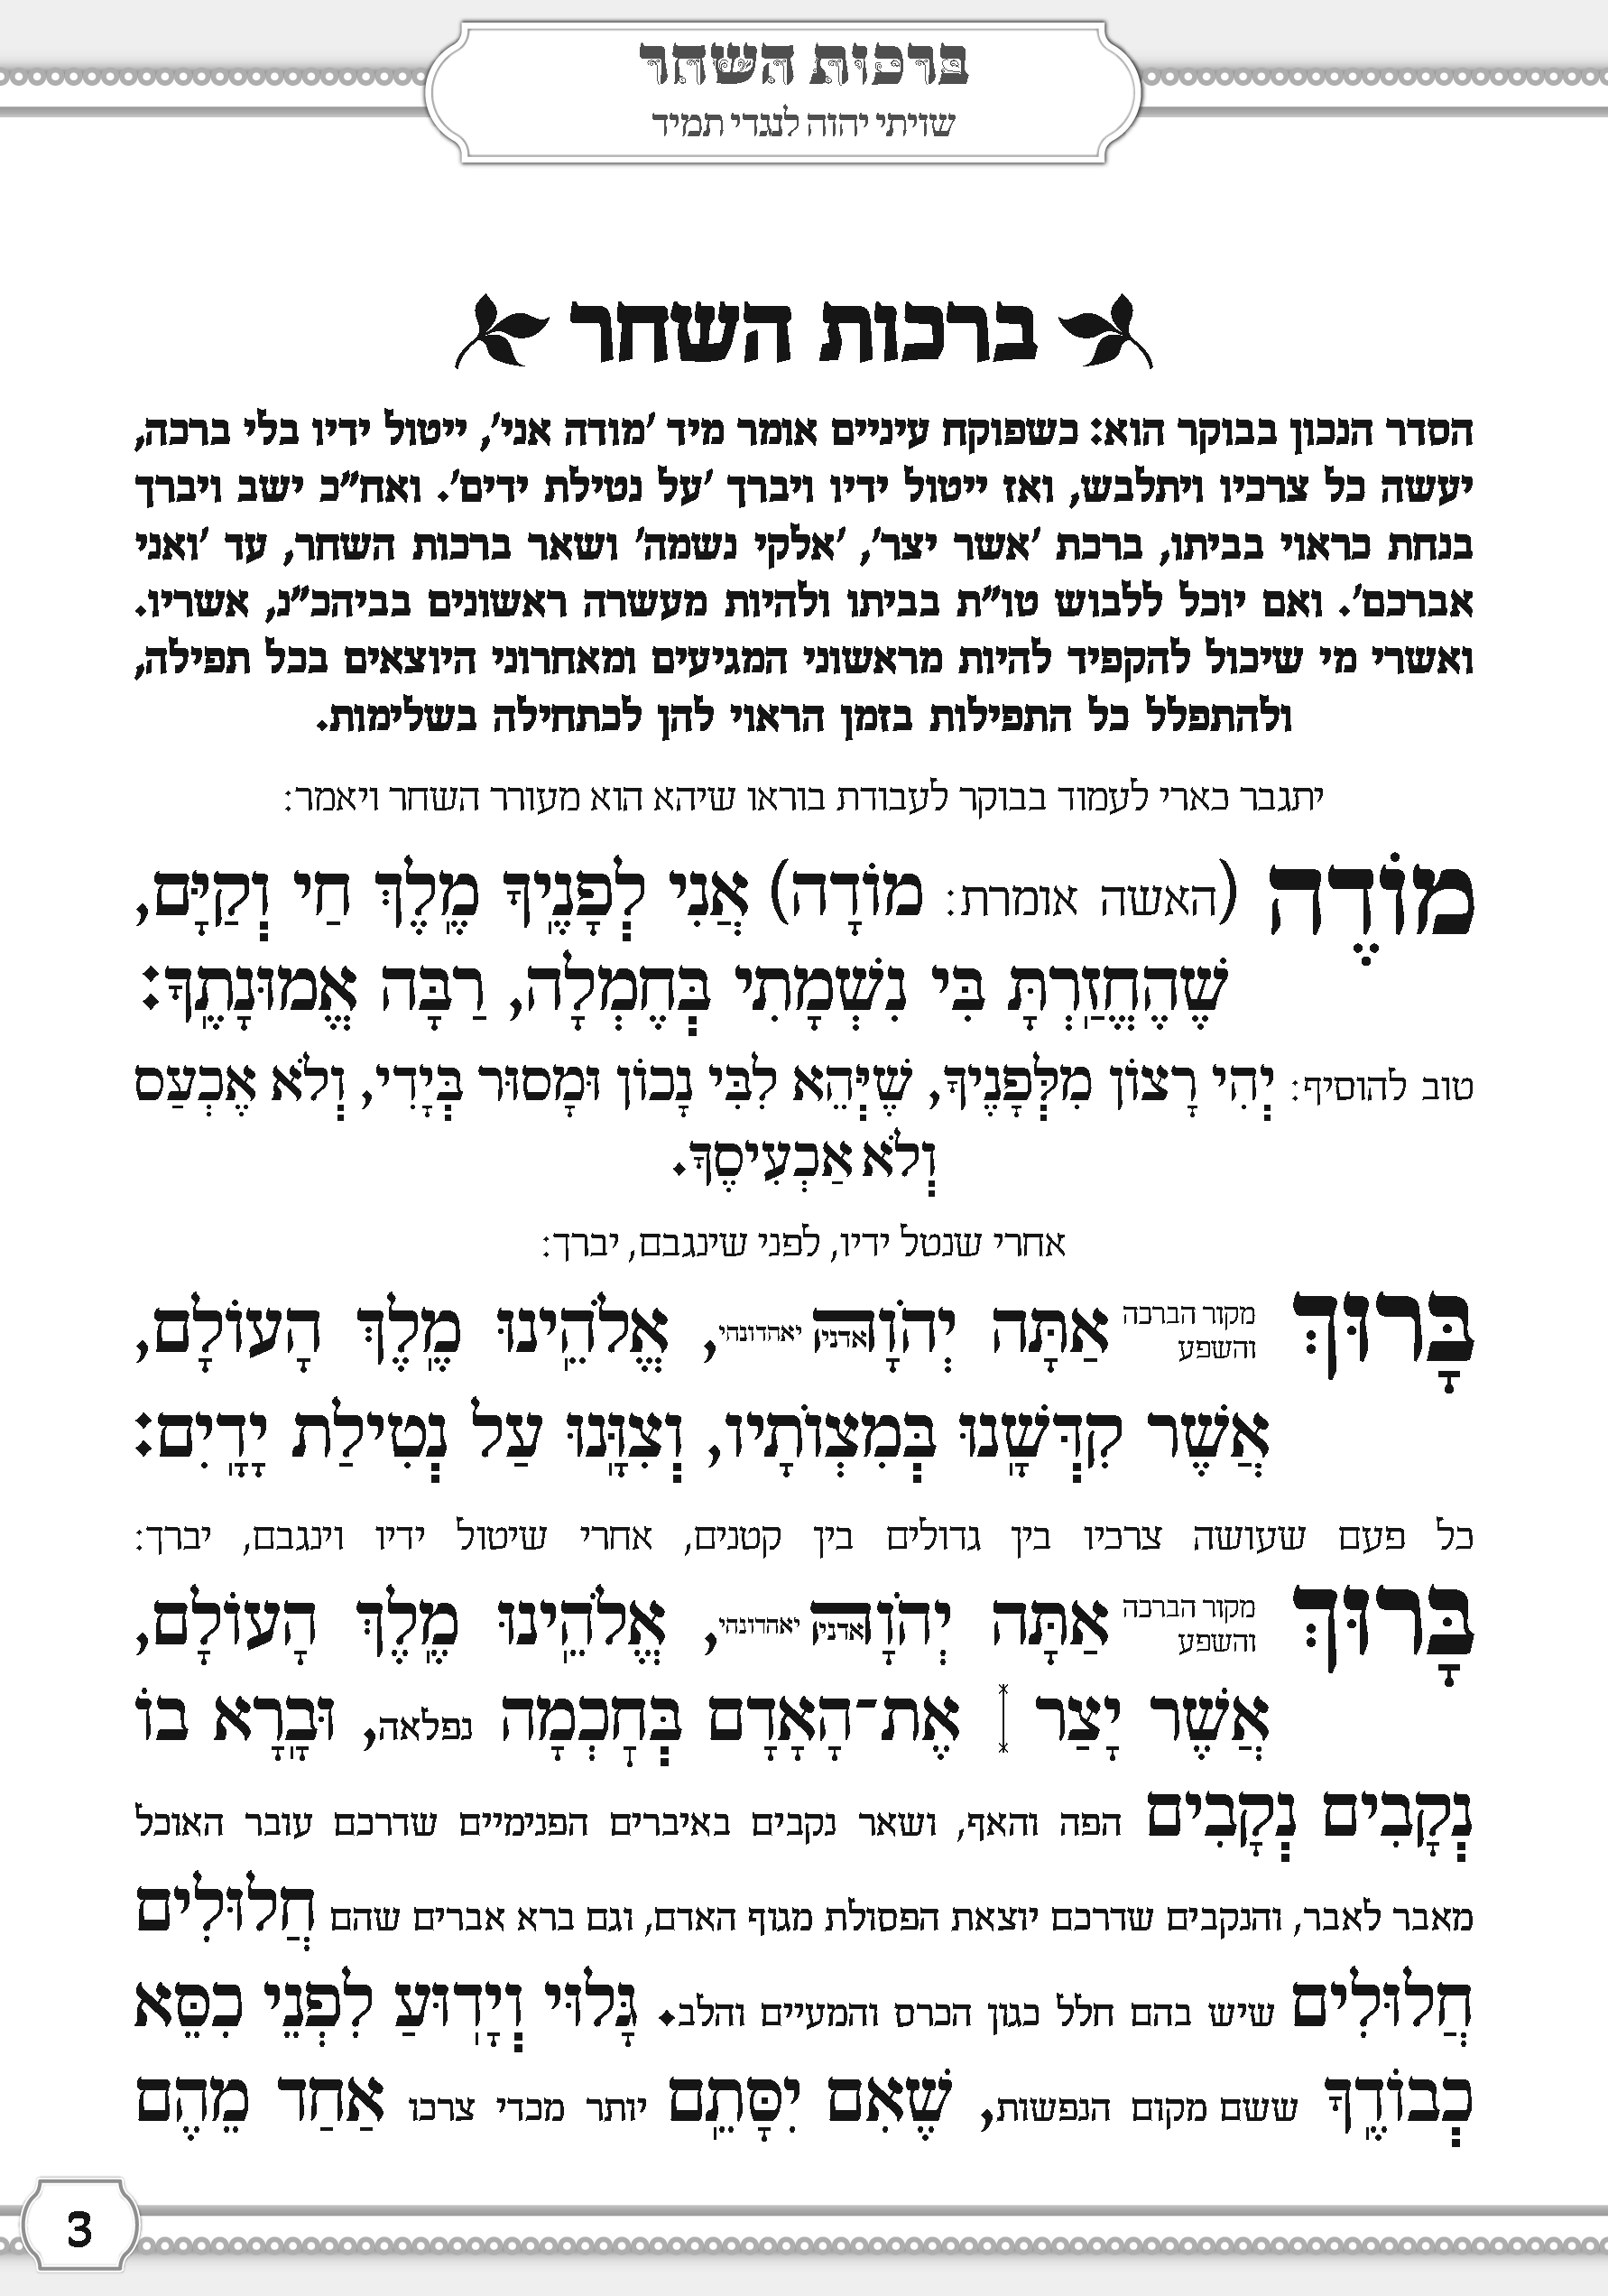 ברכות השחר
שויתי יהוה לנגדי תמיד
ברכות השחר
הסדר הנכון בבוקר הוא: כשפוקח עיניים אומר מיד 'מודה אני', ייטול ידיו בלי ברכה,
יעשה כל צרכיו ויתלבש, ואז ייטול ידיו ויברך 'על נטילת ידים'. ואח"כ ישב ויברך
בנחת כראוי בביתו, ברכת 'אשר יצר', 'אלקי נשמה' ושאר ברכות השחר, עד 'ואני
אברכם'. ואם יוכל ללבוש טו"ת בביתו ולהיות מעשרה ראשונים בביהכ"נ, אשריו.
ואשרי מי שיכול להקפיד להיות מראשוני המגיעים ומאחרוני היוצאים בכל תפילה,
ולהתפלל כל התפילות בזמן הראוי להן לכתחילה בשלימות.
יתגבר כארי לעמוד בבוקר לעבודת בוראו שיהא הוא מעורר השחר ויאמר:
מוֹדֶה (האשה אומרת: מוֹדָה) אֲנִי לְפָנֶֽיךָ מֶֽלֶךְ חַי וְקַיָּם,
שֶׁהֶחֱזַֽרְתָּ בִּי נִשְׁמָתִי בְּחֶמְלָה, רַבָּה אֱמוּנָתֶֽךָ:
טוב להוסיף: יְהִי רָצוֹן מִלְּפָנֶיךָ, שֶׁיְּהֵא לִבִּי נָכוֹן וּמָסוּר בְּיָדִי, וְלֹא אֶכְעַס
וְלֹא אַכְעִיסֶךָ.
אחרי שנטל ידיו, לפני שינגבם, יברך:
בָּרוּךְ מקור הברכה והשפע אַתָּה יְהֹוָה אדני יאהדונהי, אֱלֹהֵֽינוּ מֶֽלֶךְ הָעוֹלָם,
אֲשֶׁר קִדְּשָֽׁנוּ בְּמִצְוֹתָיו, וְצִוָּֽנוּ עַל נְטִילַת יָדָֽיִם:
כל פעם שעושה צרכיו בין גדולים בין קטנים, אחרי שיטול ידיו וינגבם, יברך:
בָּרוּךְ מקור הברכה והשפע אַתָּה יְהֹוָה אדני יאהדונהי, אֱלֹהֵֽינוּ מֶֽלֶךְ הָעוֹלָם,
אֲשֶׁר יָצַר אֶת־הָאָדָם בְּחָכְמָה נפלאה, וּבָֽרָא בוֹ
נְקָבִים נְקָבִים הפה והאף, ושאר נקבים באיברים הפנימיים שדרכם עובר האוכל
מאבר לאבר, והנקבים שדרכם יוצאת הפסולת מגוף האדם, וגם ברא אברים שהם חֲלוּלִים
חֲלוּלִים שיש בהם חלל כגון הכרס והמעיים והלב. גָּלוּי וְיָדֽוּעַ לִפְנֵי כִסֵּא
כְבוֹדֶֽךָ ששם מקום הנפשות, שֶׁאִם יִסָּתֵֽם יותר מכדי צרכו אַחַד מֵהֶם
3